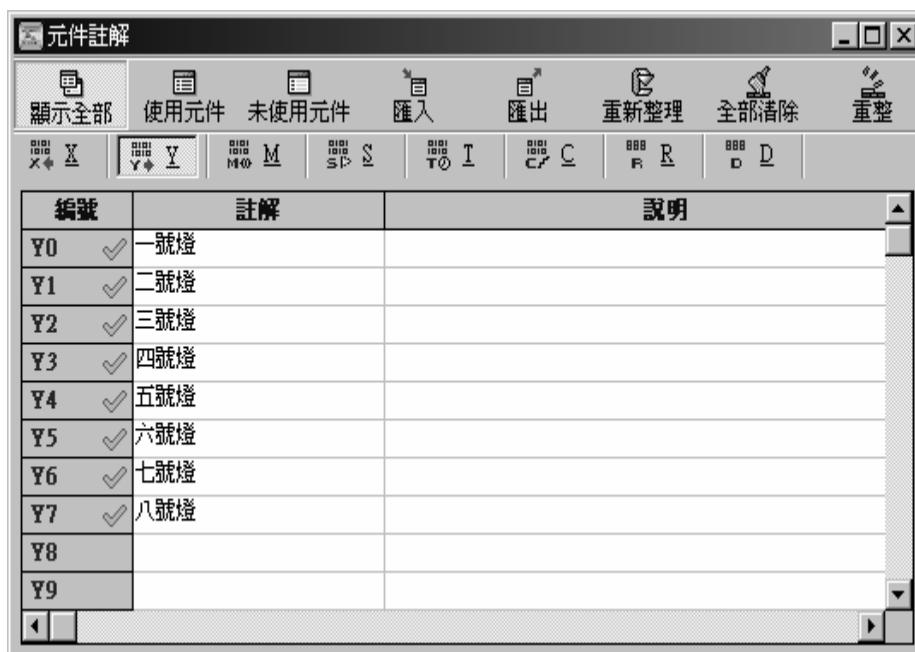 元件註解
顯示全部 使用元件 未使用元件 匯入 匯出 重新整理 全部清除 重整
X Y M S T C R D
編號 註解 說明
Y0 一號燈
Y1 二號燈
Y2 三號燈
Y3 四號燈
Y4 五號燈
Y5 六號燈
Y6 七號燈
Y7 八號燈
Y8
Y9